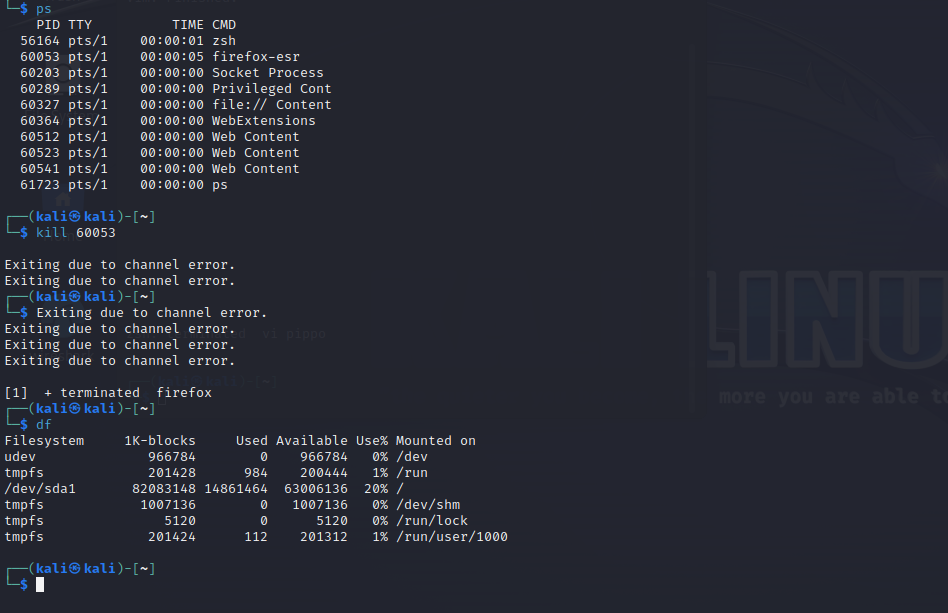 └─$ ps
    PID TTY          TIME CMD
  56164 pts/1    00:00:01 zsh
  60053 pts/1    00:00:05 firefox-esr
  60203 pts/1    00:00:00 Socket Process
  60289 pts/1    00:00:00 Privileged Cont
  60327 pts/1    00:00:00 file:// Content
  60364 pts/1    00:00:00 WebExtensions
  60512 pts/1    00:00:00 Web Content
  60523 pts/1    00:00:00 Web Content
  60541 pts/1    00:00:00 Web Content
  61723 pts/1    00:00:00 ps
┌──(kali㉿kali)-[~]
└─$ kill 60053
Exiting due to channel error.
Exiting due to channel error.
┌──(kali㉿kali)-[~]
└─$ Exiting due to channel error.
Exiting due to channel error.
vi pippo
Exiting due to channel error.
Exiting due to channel error.
[1]  + terminated  firefox
┌──(kali㉿kali)-[~]
└─$ df
Filesystem     1K-blocks     Used Available Use% Mounted on
udev              966784        0    966784   0% /dev
tmpfs             201428      984    200444   1% /run
/dev/sda1       82083148 14861464  63006136  20% /
tmpfs            1007136        0   1007136   0% /dev/shm
tmpfs               5120        0      5120   0% /run/lock
tmpfs             201424      112    201312   1% /run/user/1000
┌──(kali㉿kali)-[~]
└─$
LINU
more you are able to